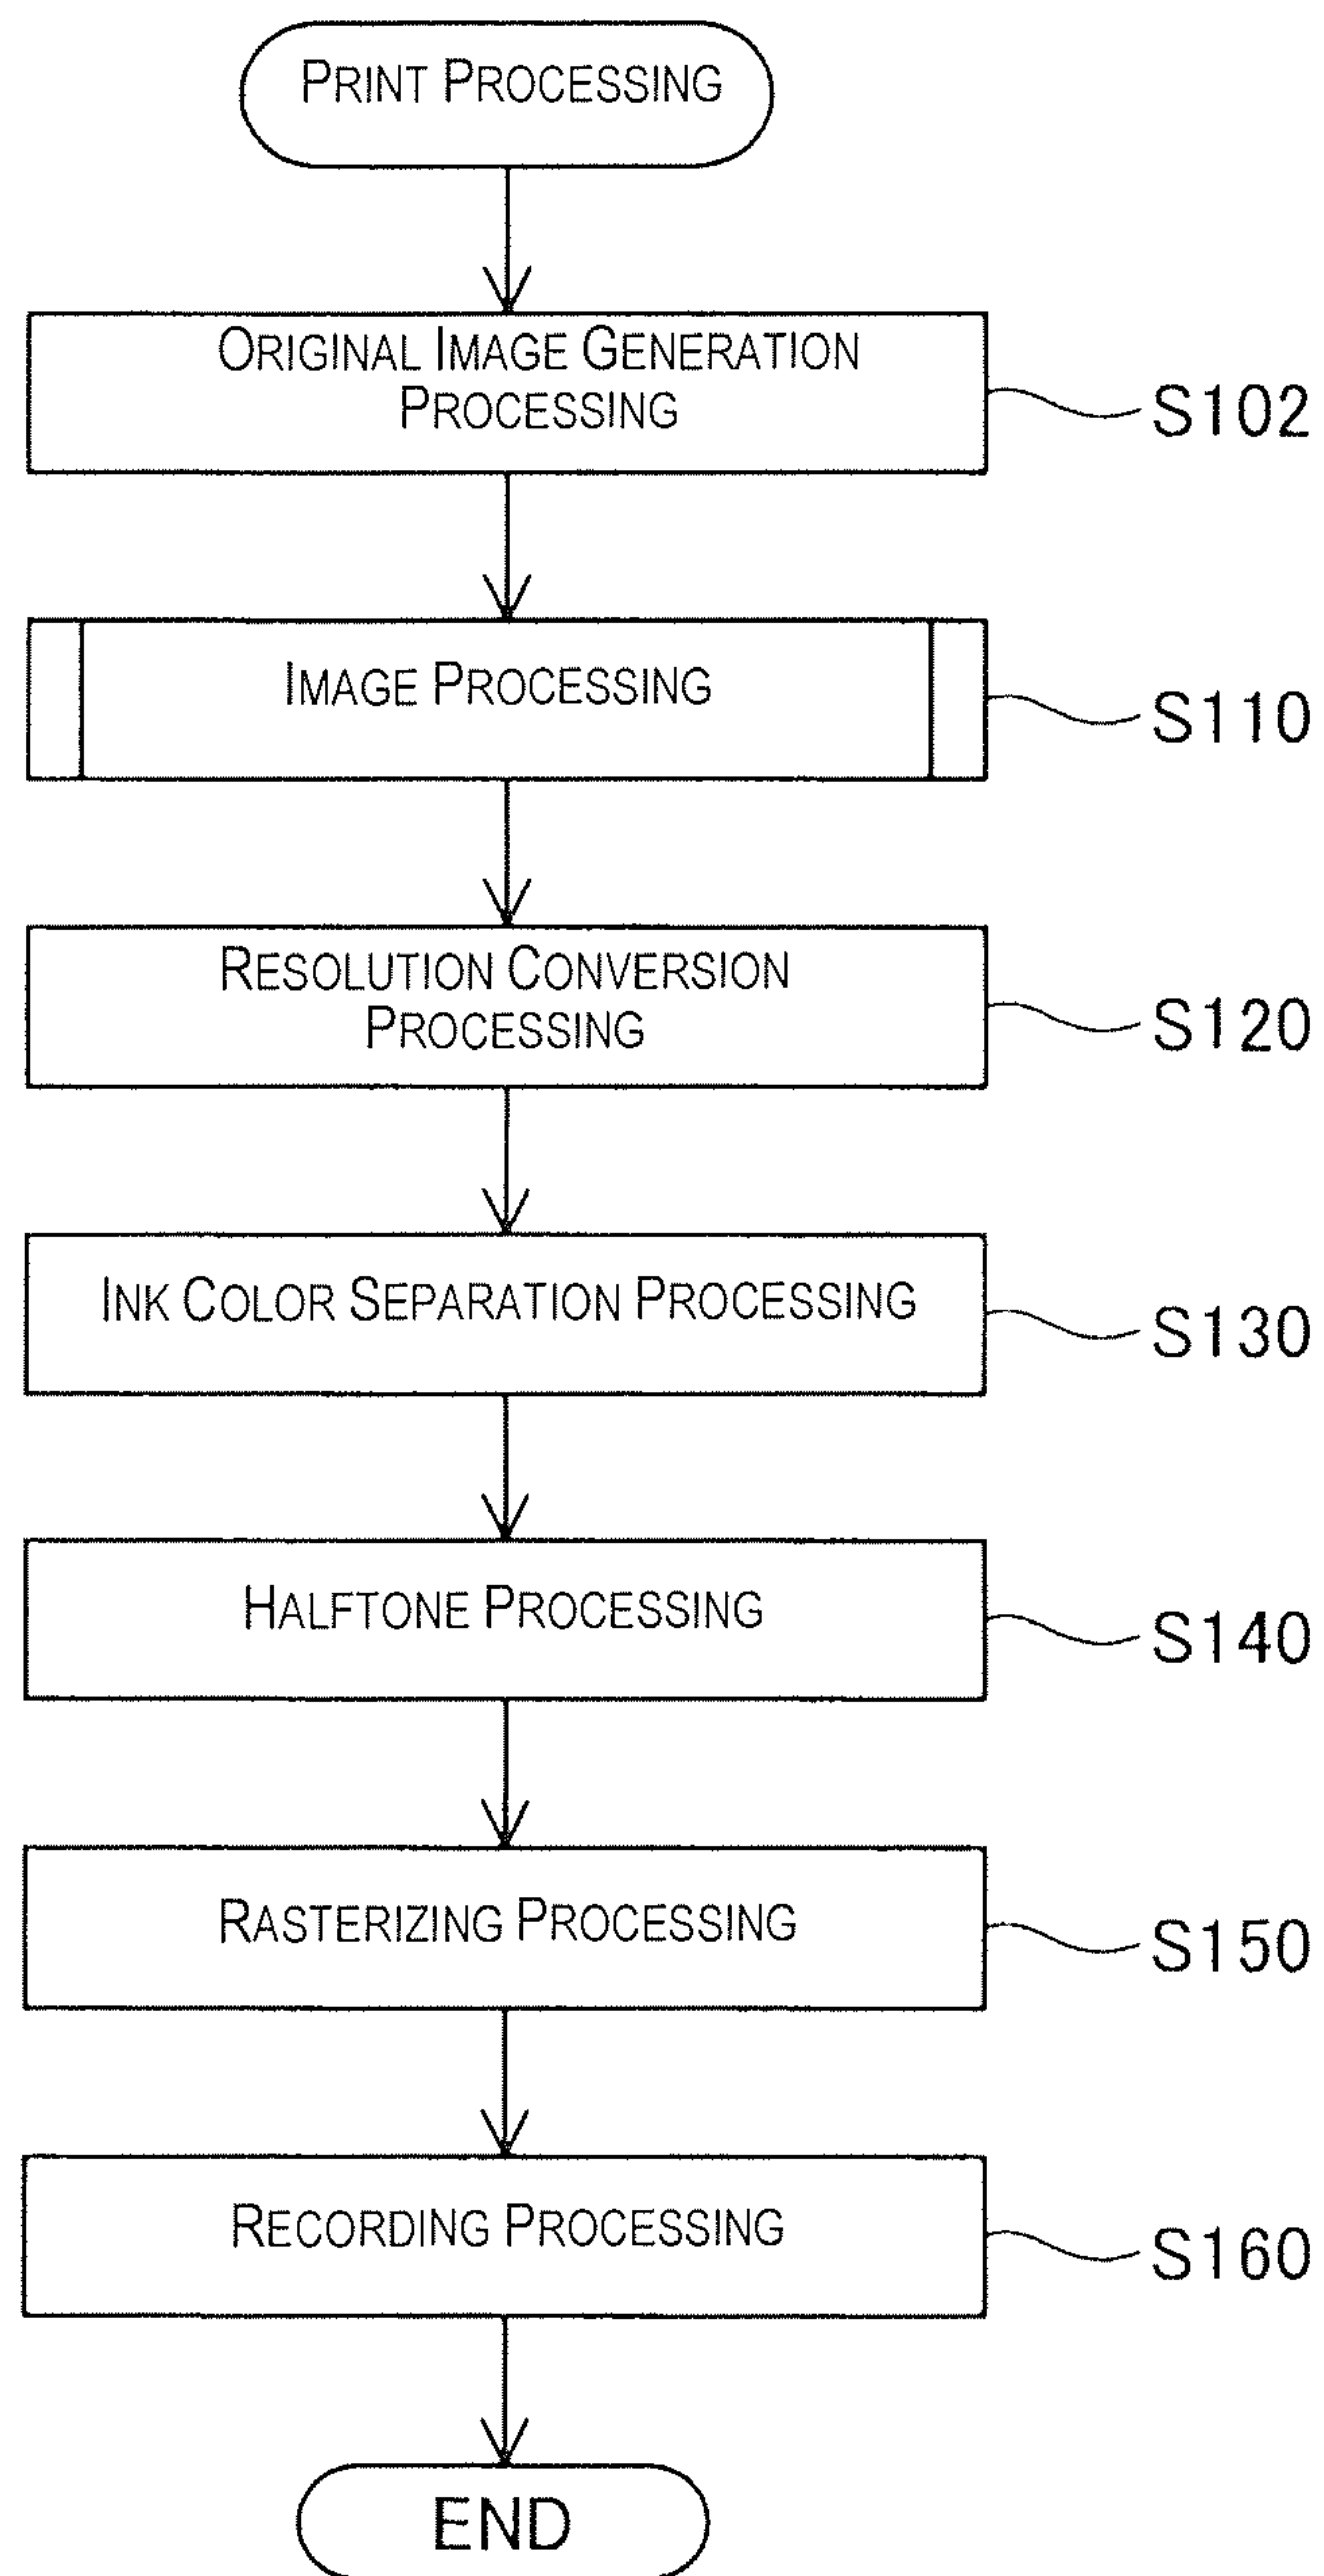 PRINT PROCESSING
ORIGINAL IMAGE GENERATION
PROCESSING
S102
IMAGE PROCESSING
S110
RESOLUTION CONVERSION
PROCESSING
S120
INK COLOR SEPARATION PROCESSING
S130
HALFTONE PROCESSING
S140
RASTERIZING PROCESSING
S150
RECORDING PROCESSING
S160
END